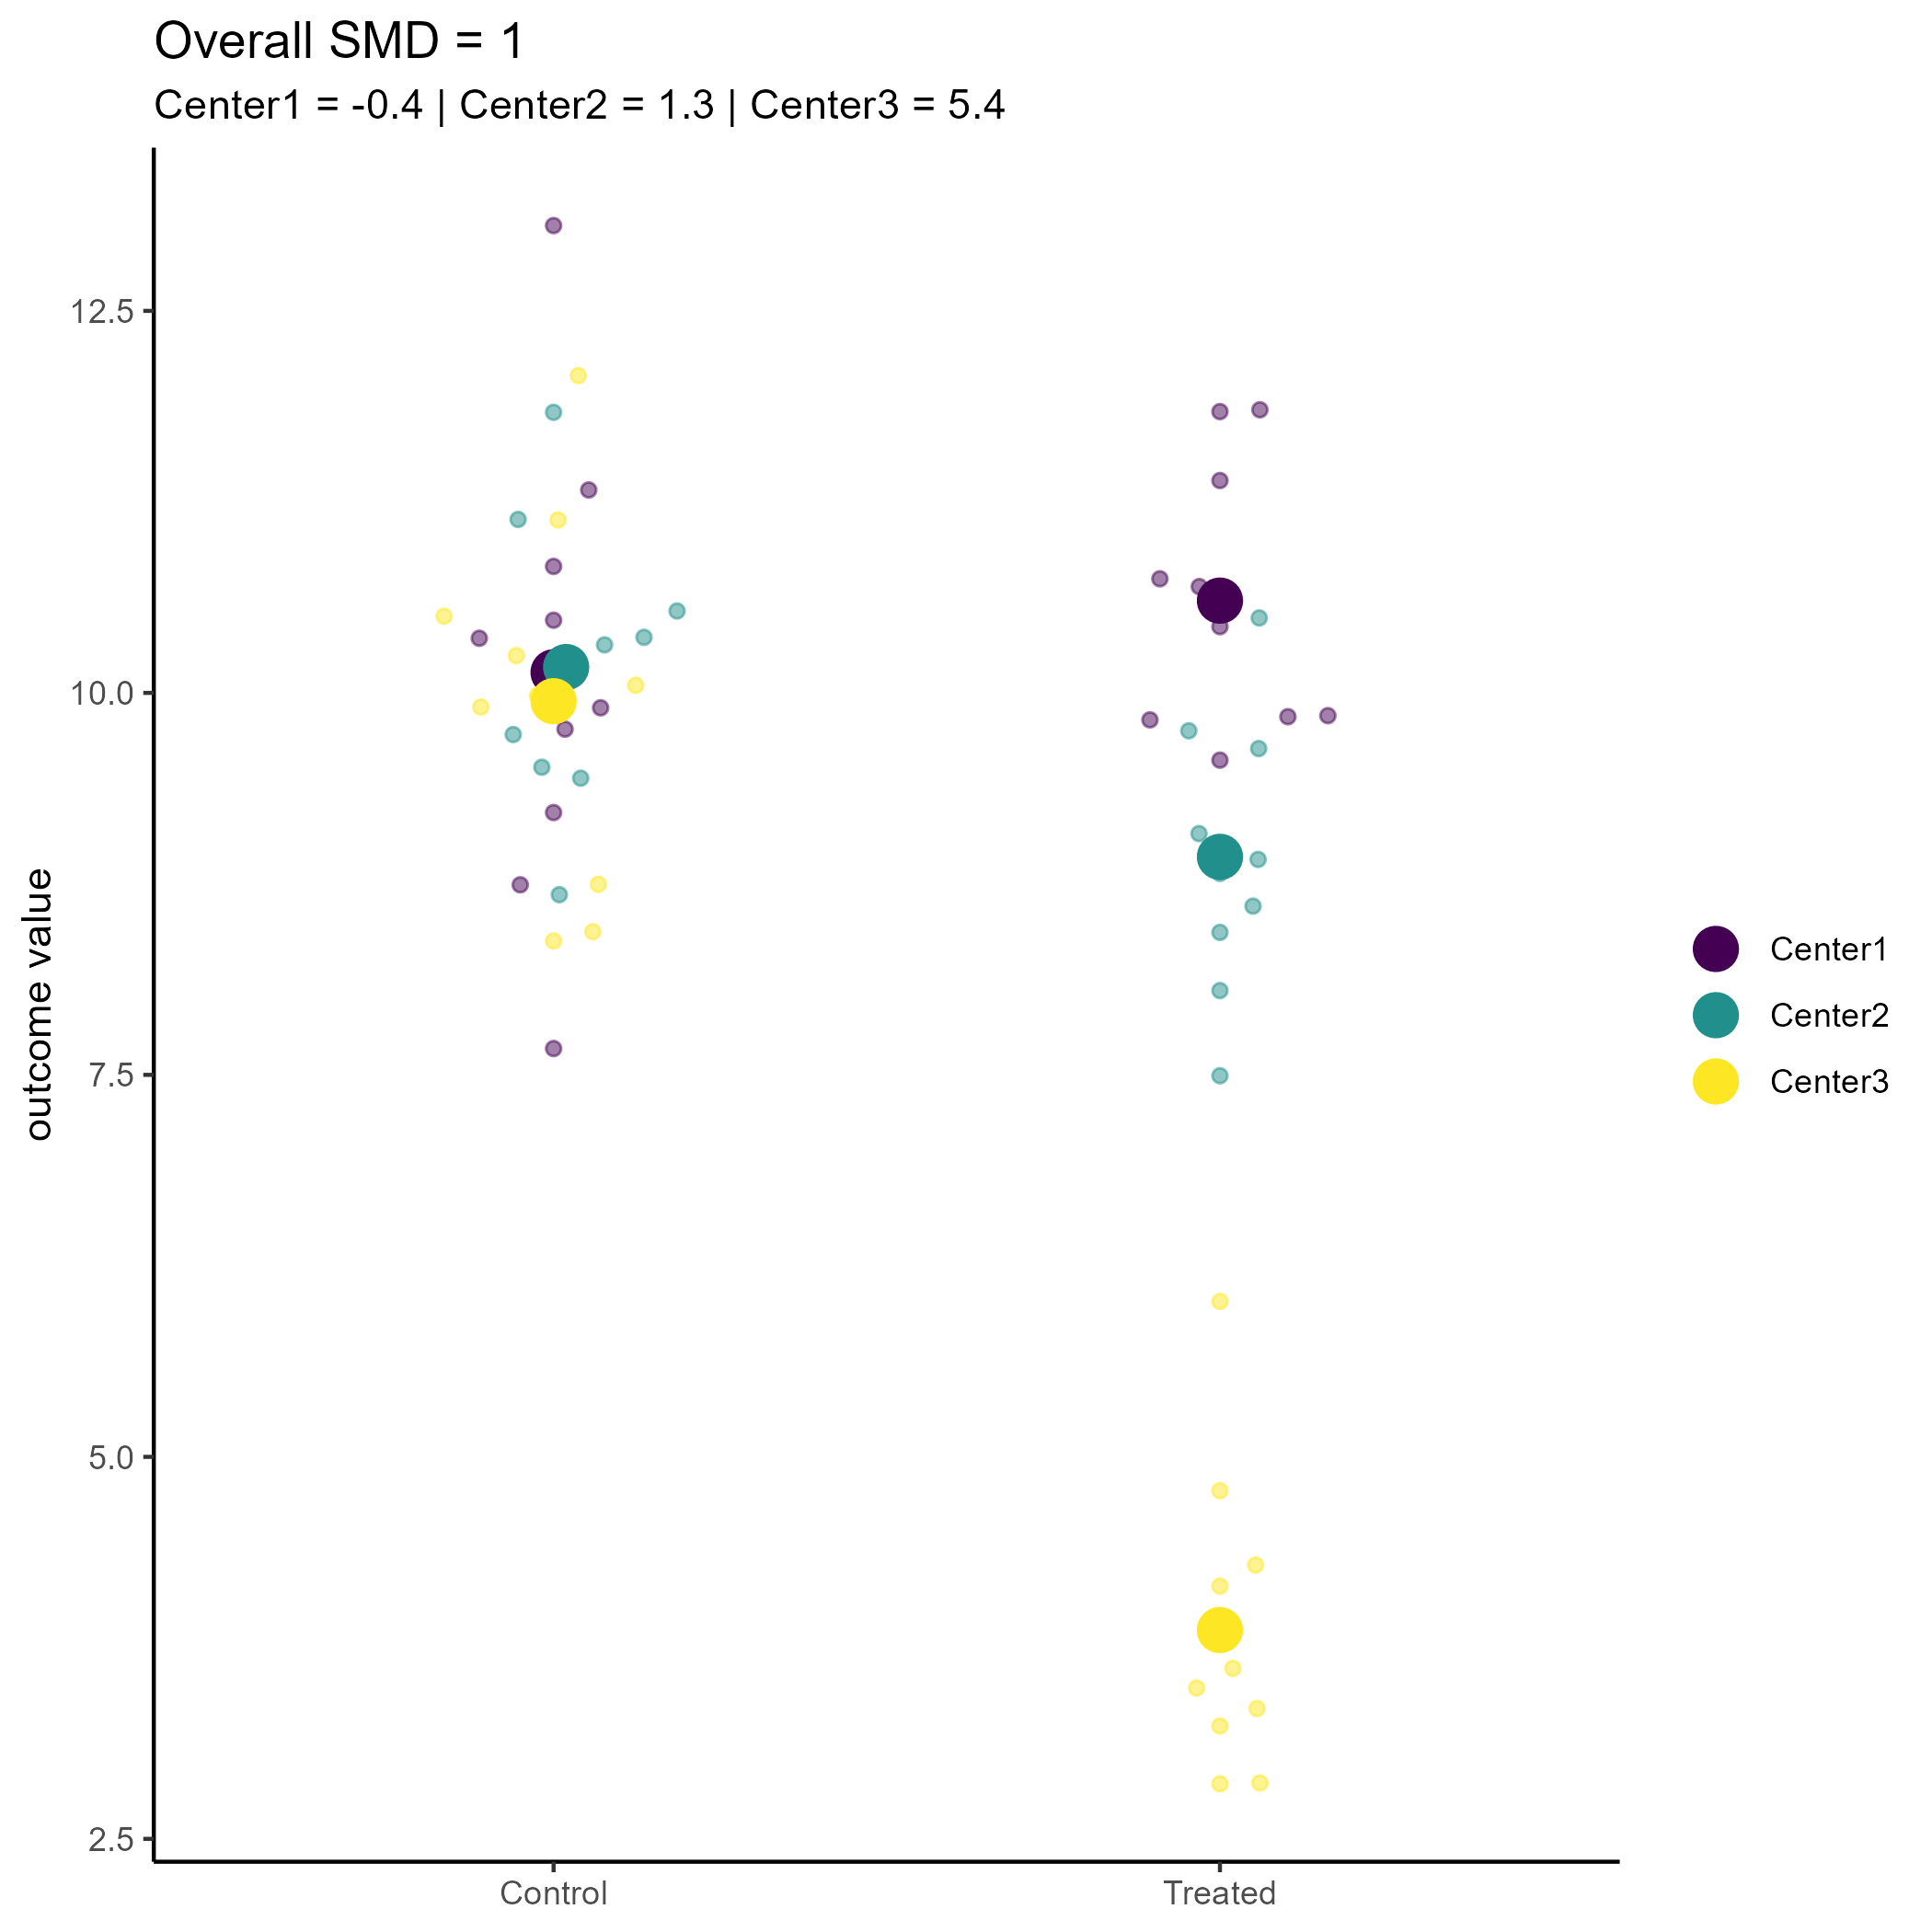 Overall SMD = 1
Center1 = -0.4 | Center2 = 1.3 | Center3 = 5.4
outcome value
12.5
10.0
7.5
5.0
2.5
Control
Treated
Center1
Center2
Center3